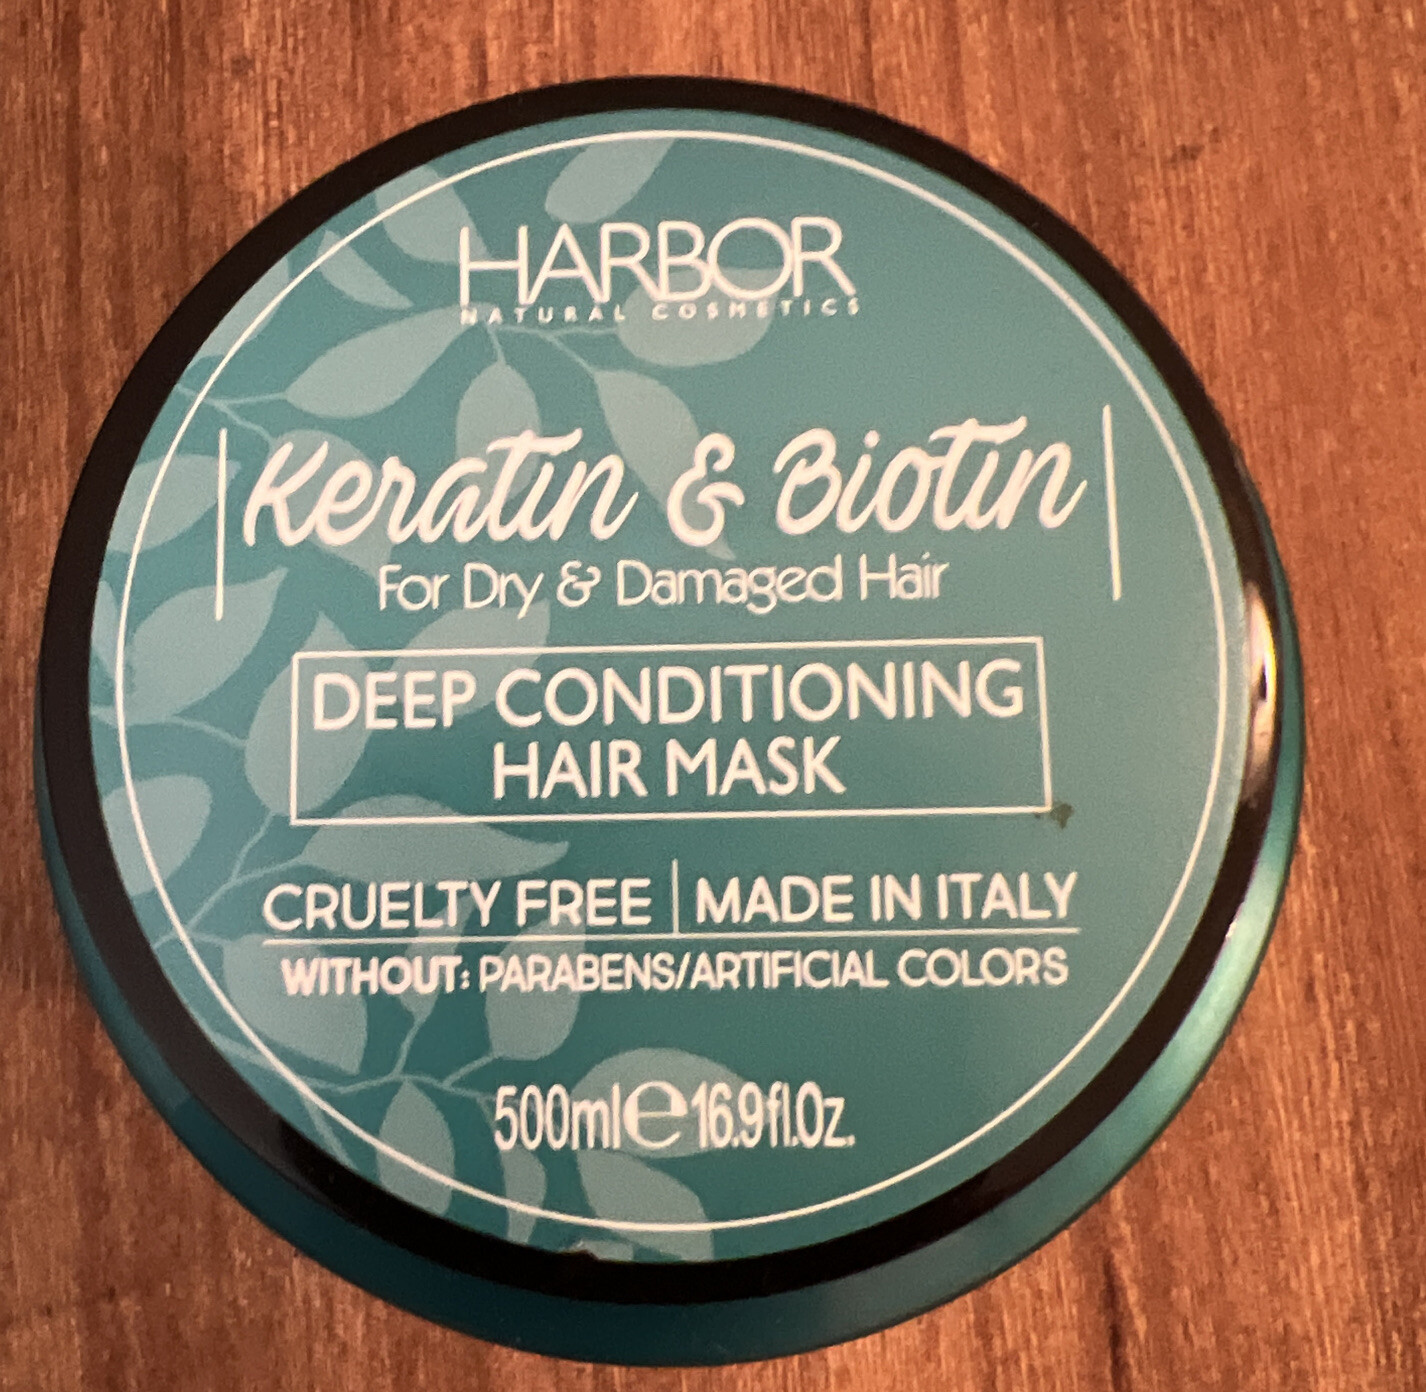 HARBOR
NATURAL COSMETICS
Keratin & Biotin
For Dry & Damaged Hair
DEEP CONDITIONING
HAIR MASK
CRUELTY FREE | MADE IN ITALY
WITHOUT: PARABENS/ARTIFICIAL COLORS
500ml℮16.9fl.Oz.